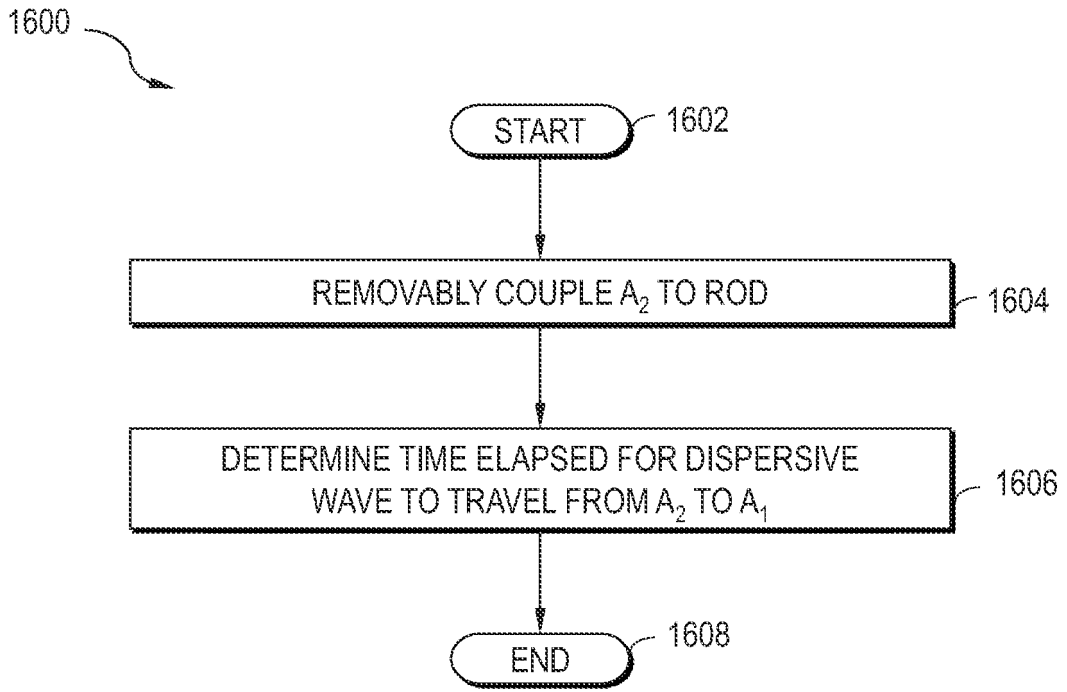 1600
START
1602
REMOVABLY COUPLE A₂ TO ROD
1604
DETERMINE TIME ELAPSED FOR DISPERSIVE
WAVE TO TRAVEL FROM A₂ TO A₁
1606
END
1608